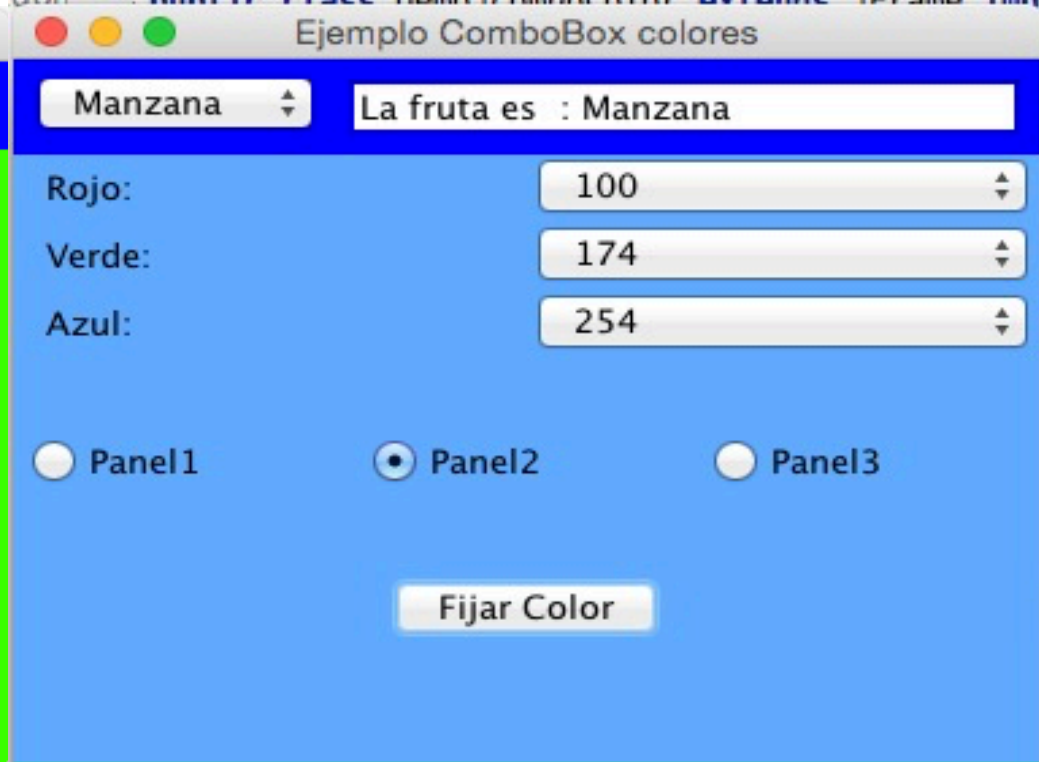 Ejemplo ComboBox colores
Manzana
La fruta es : Manzana
Rojo:
100
Verde:
174
Azul:
254
Panel1
Panel2
Panel3
Fijar Color